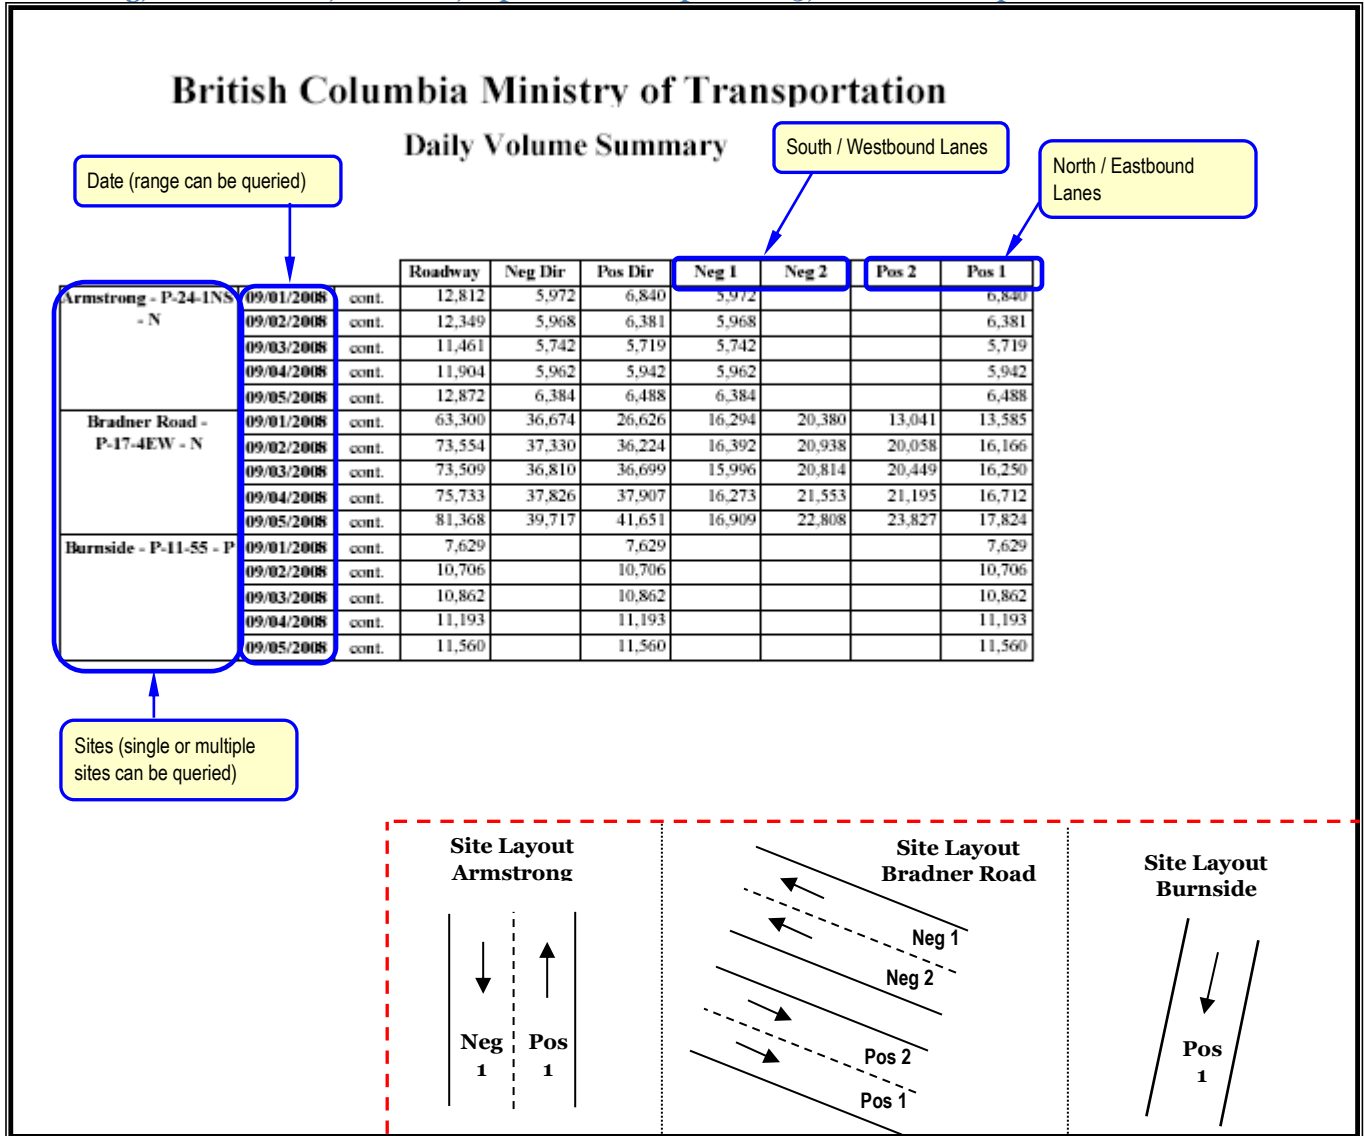 British Columbia Ministry of Transportation
Daily Volume Summary
South / Westbound Lanes
North / Eastbound
Lanes
Date (range can be queried)
Roadway Neg Dir Pos Dir Neg 1 Neg 2 Pos 2 Pos 1
Armstrong - P-24-1NS 09/01/2008 cont. 12,812 5,972 6,840 5,972 6,840
- N 09/02/2008 cont. 12,349 5,968 6,381 5,968 6,381
09/03/2008 cont. 11,461 5,742 5,719 5,742 5,719
09/04/2008 cont. 11,904 5,962 5,942 5,962 5,942
09/05/2008 cont. 12,872 6,384 6,488 6,384 6,488
Bradner Road - 09/01/2008 cont. 63,300 36,674 26,626 16,294 20,380 13,041 13,585
P-17-4EW - N 09/02/2008 cont. 73,554 37,330 36,224 16,392 20,938 20,058 16,166
09/03/2008 cont. 73,509 36,810 36,699 15,996 20,814 20,449 16,250
09/04/2008 cont. 75,733 37,826 37,907 16,273 21,553 21,195 16,712
09/05/2008 cont. 81,368 39,717 41,651 16,909 22,808 23,827 17,824
Burnside - P-11-55 - P 09/01/2008 cont. 7,629 7,629 7,629
09/02/2008 cont. 10,706 10,706 10,706
09/03/2008 cont. 10,862 10,862 10,862
09/04/2008 cont. 11,193 11,193 11,193
09/05/2008 cont. 11,560 11,560 11,560
Sites (single or multiple
sites can be queried)
Site Layout
Armstrong
Neg
1
Pos
1
Site Layout
Bradner Road
Neg 1
Neg 2
Pos 2
Pos 1
Site Layout
Burnside
Pos
1